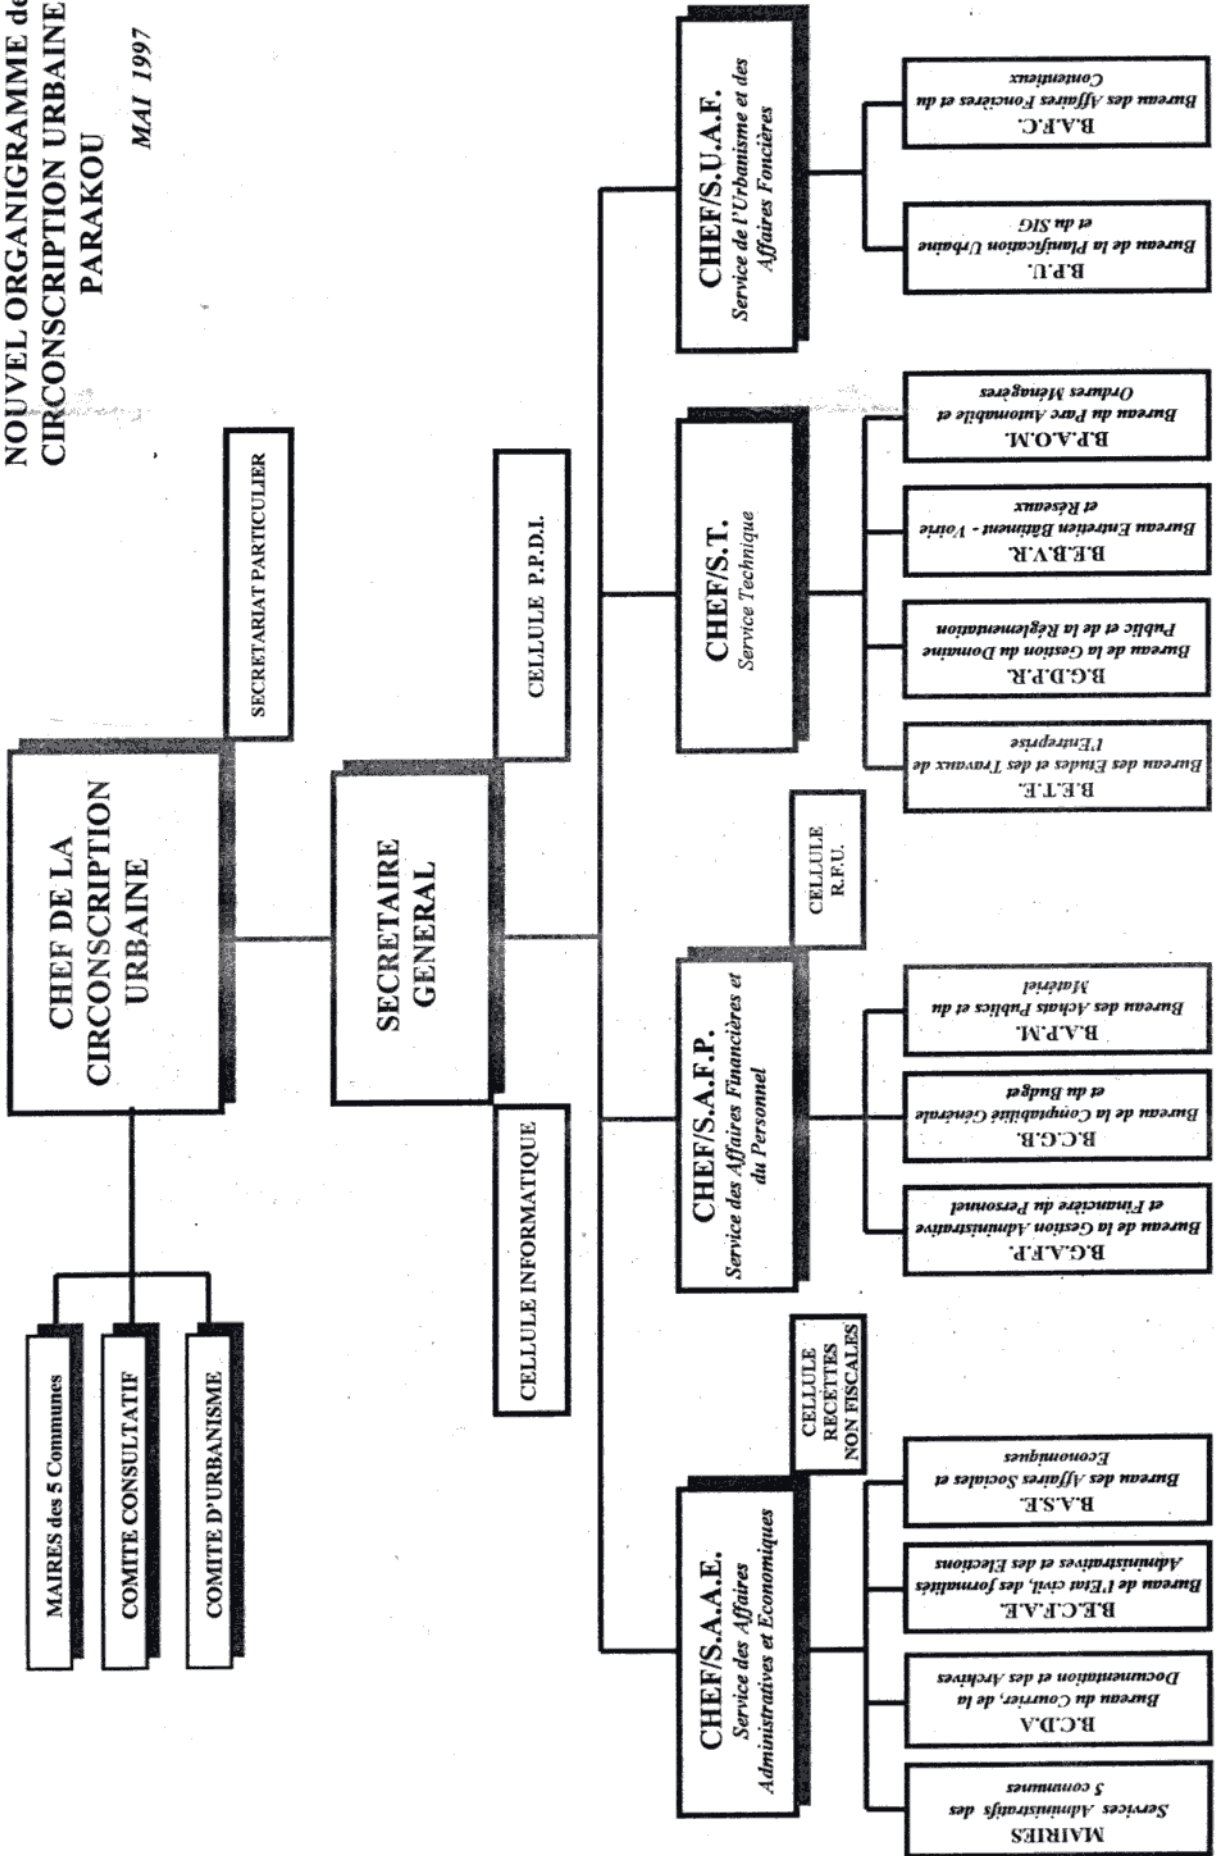 NOUVEL ORGANIGRAMME de
CIRCONSCRIPTION URBAINE
PARAKOU
MAI 1997
CHEF DE LA
CIRCONSCRIPTION
URBAINE
SECRETARIAT PARTICULIER
MAIRES des 5 Communes
COMITE CONSULTATIF
COMITE D'URBANISME
SECRETAIRE
GENERAL
CELLULE INFORMATIQUE
CELLULE P.P.D.I.
CHEF/S.A.A.E.
Service des Affaires
Administratives et Economiques
CELLULE
RECETTES
NON FISCALES
CHEF/S.A.F.P.
Service des Affaires Financières et
du Personnel
CELLULE
R.F.U.
CHEF/S.T.
Service Technique
CHEF/S.U.A.F.
Service de l'Urbanisme et des
Affaires Foncières
MAIRIES
Services Administratifs des
5 communes
B.C.D.A
Bureau du Courrier, de la
Documentation et des Archives
B.E.C.F.A.E.
Bureau de l'Etat civil, des formalités
Administratives et des Elections
B.A.S.E.
Bureau des Affaires Sociales et
Economiques
B.G.A.F.P.
Bureau de la Gestion Administrative
et Financière du Personnel
B.C.G.B.
Bureau de la Comptabilité Générale
et du Budget
B.A.P.M.
Bureau des Achats Publics et du
Matériel
B.E.T.E.
Bureau des Etudes et des Travaux de
l'Entreprise
B.G.D.P.R.
Bureau de la Gestion du Domaine
Public et de la Réglementation
B.E.B.V.R.
Bureau Entretien Bâtiment - Voirie
et Réseaux
B.P.A.O.M.
Bureau du Parc Automobile et
Ordures Ménagères
B.P.U.
Bureau de la Planification Urbaine
et du SIG
B.A.F.C.
Bureau des Affaires Foncières et du
Contentieux